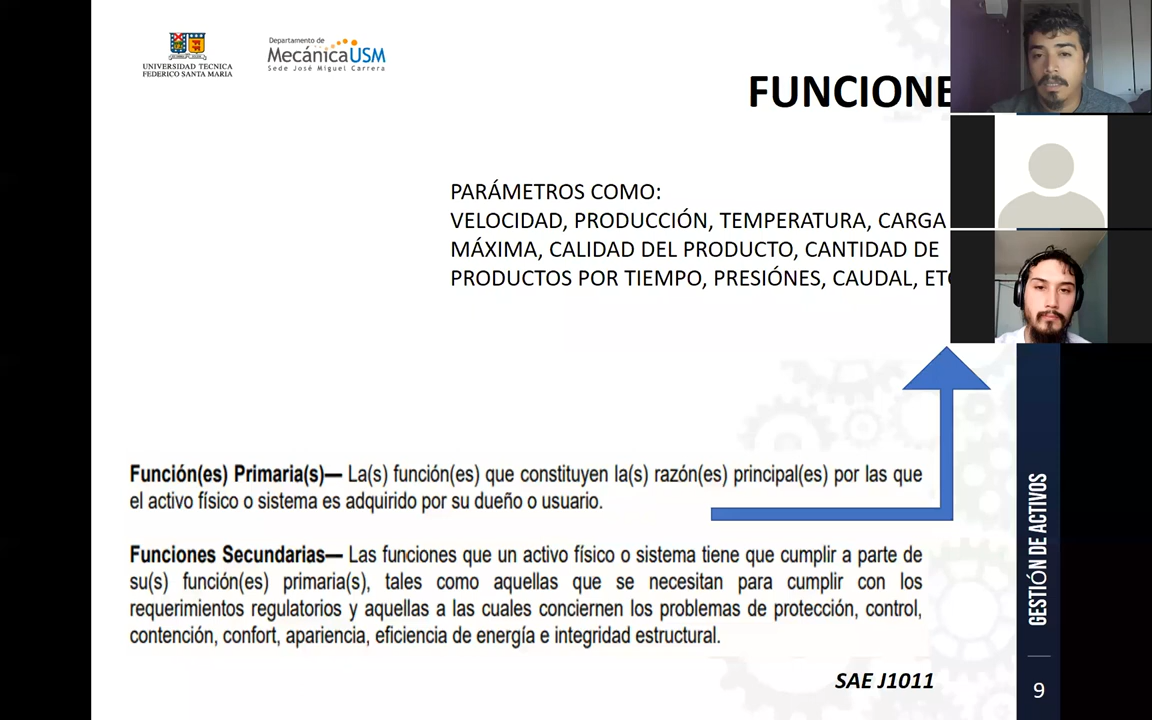 UNIVERSIDAD TECNICA
FEDERICO SANTA MARIA
Departamento de
MecánicaUSM
Sede José Miguel Carrera
FUNCIONE
PARÁMETROS COMO:
VELOCIDAD, PRODUCCIÓN, TEMPERATURA, CARGA
MÁXIMA, CALIDAD DEL PRODUCTO, CANTIDAD DE
PRODUCTOS POR TIEMPO, PRESIÓNES, CAUDAL, ETC
Función(es) Primaria(s)— La(s) función(es) que constituyen la(s) razón(es) principal(es) por las que
el activo físico o sistema es adquirido por su dueño o usuario.
Funciones Secundarias— Las funciones que un activo físico o sistema tiene que cumplir a parte de
su(s) función(es) primaria(s), tales como aquellas que se necesitan para cumplir con los
requerimientos regulatorios y aquellas a las cuales conciernen los problemas de protección, control,
contención, confort, apariencia, eficiencia de energía e integridad estructural.
SAE J1011
GESTIÓN DE ACTIVOS
9